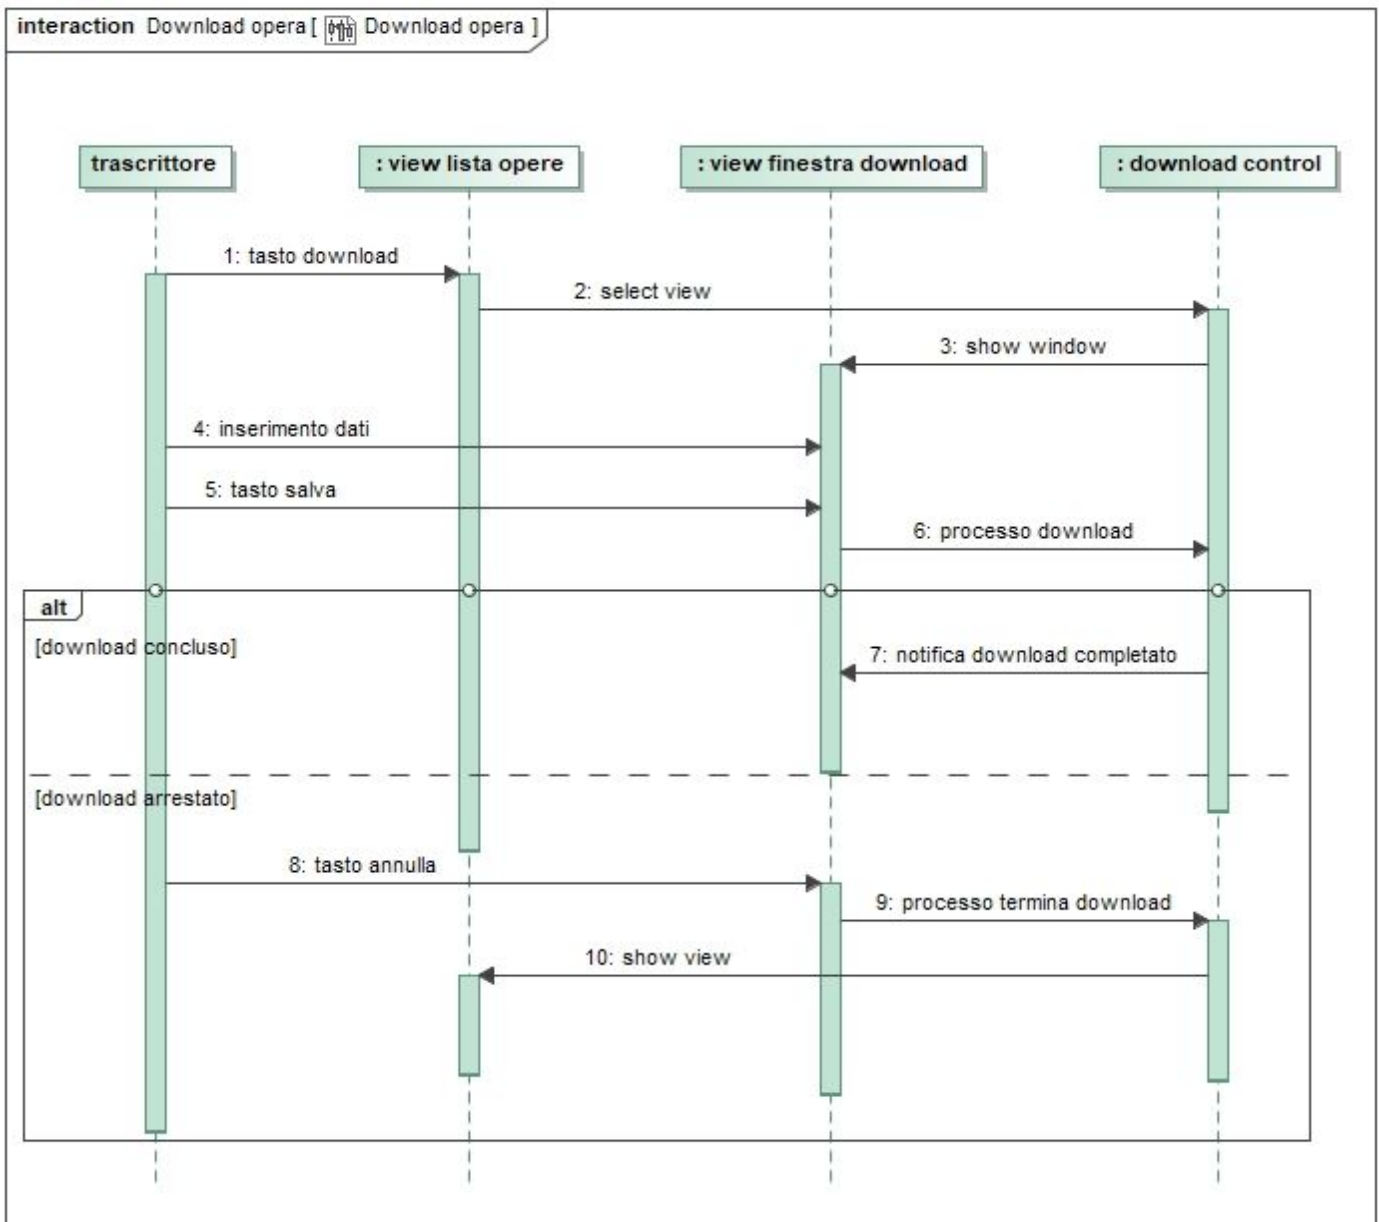 interaction Download opera [ Download opera ]
trascrittore
: view lista opere
: view finestra download
: download control
1: tasto download
2: select view
3: show window
4: inserimento dati
5: tasto salva
6: processo download
alt
[download concluso]
7: notifica download completato
[download arrestato]
8: tasto annulla
9: processo termina download
10: show view